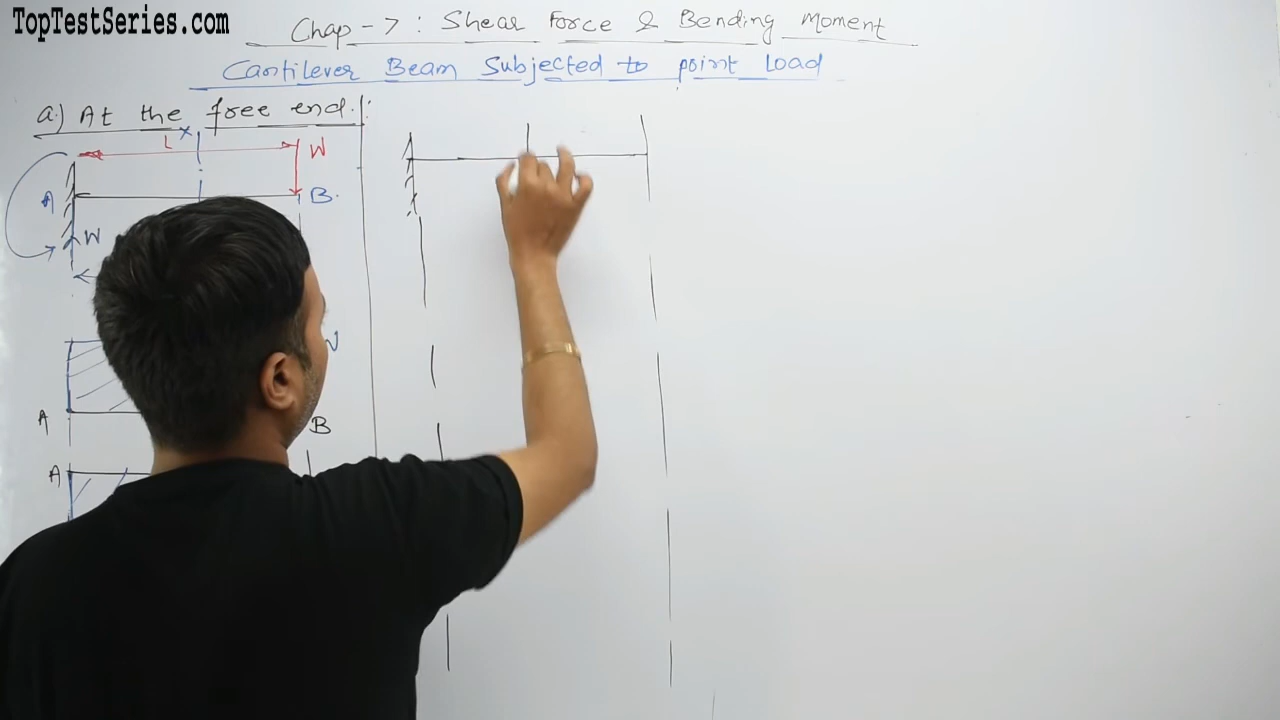 TopTestSeries.com
Chap - 7 : Shear Force & Bending Moment
Cantilever Beam Subjected to point Load
a.) At the free end.:
x
L
W
A
B.
W
W
A
B
A